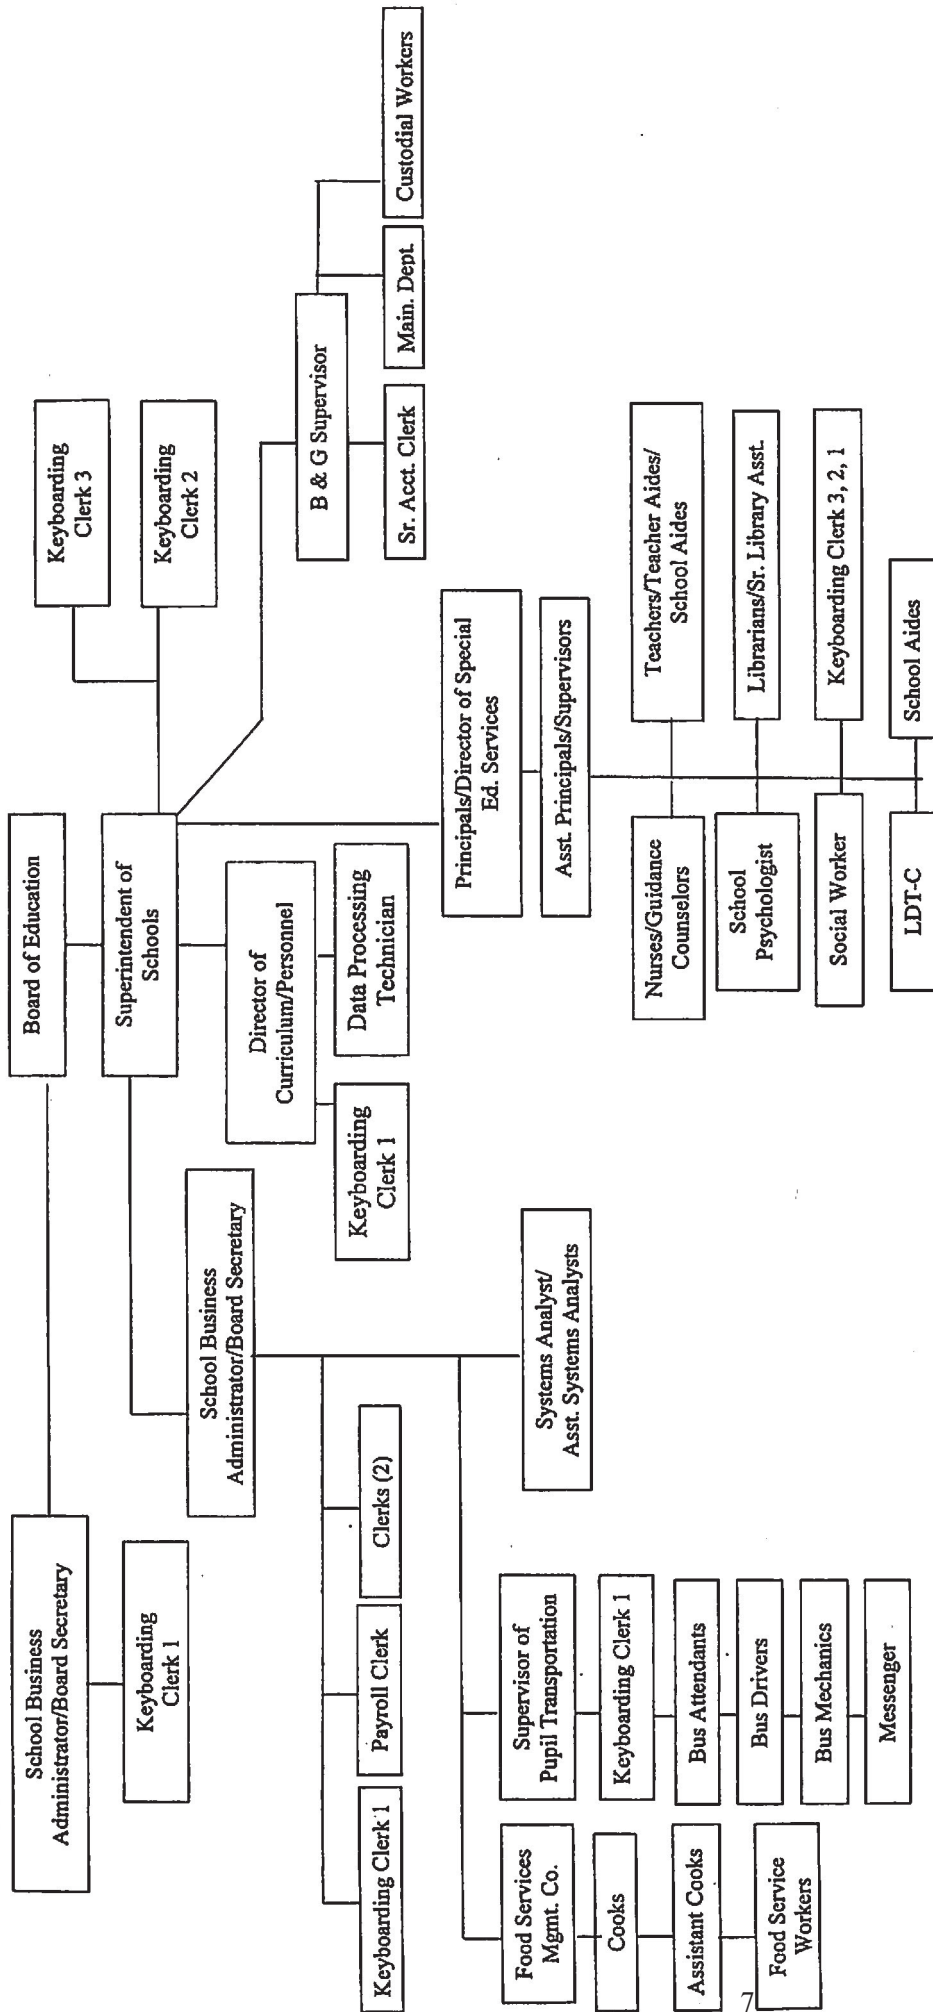 Board of Education
School Business
Administrator/Board Secretary
Keyboarding
Clerk 1
Superintendent of
Schools
Keyboarding
Clerk 3
Keyboarding
Clerk 2
School Business
Administrator/Board Secretary
Director of
Curriculum/Personnel
Keyboarding
Clerk 1
Data Processing
Technician
B & G Supervisor
Sr. Acct. Clerk
Main. Dept.
Custodial Workers
Keyboarding Clerk 1
Payroll Clerk
Clerks (2)
Principals/Director of Special
Ed. Services
Asst. Principals/Supervisors
Food Services
Mgmt. Co.
Cooks
Assistant Cooks
Food Service
Workers
Supervisor of
Pupil Transportation
Keyboarding Clerk 1
Bus Attendants
Bus Drivers
Bus Mechanics
Messenger
Systems Analyst/
Asst. Systems Analysts
Nurses/Guidance
Counselors
Teachers/Teacher Aides/
School Aides
School
Psychologist
Librarians/Sr. Library Asst.
Social Worker
Keyboarding Clerk 3, 2, 1
LDT-C
School Aides
7